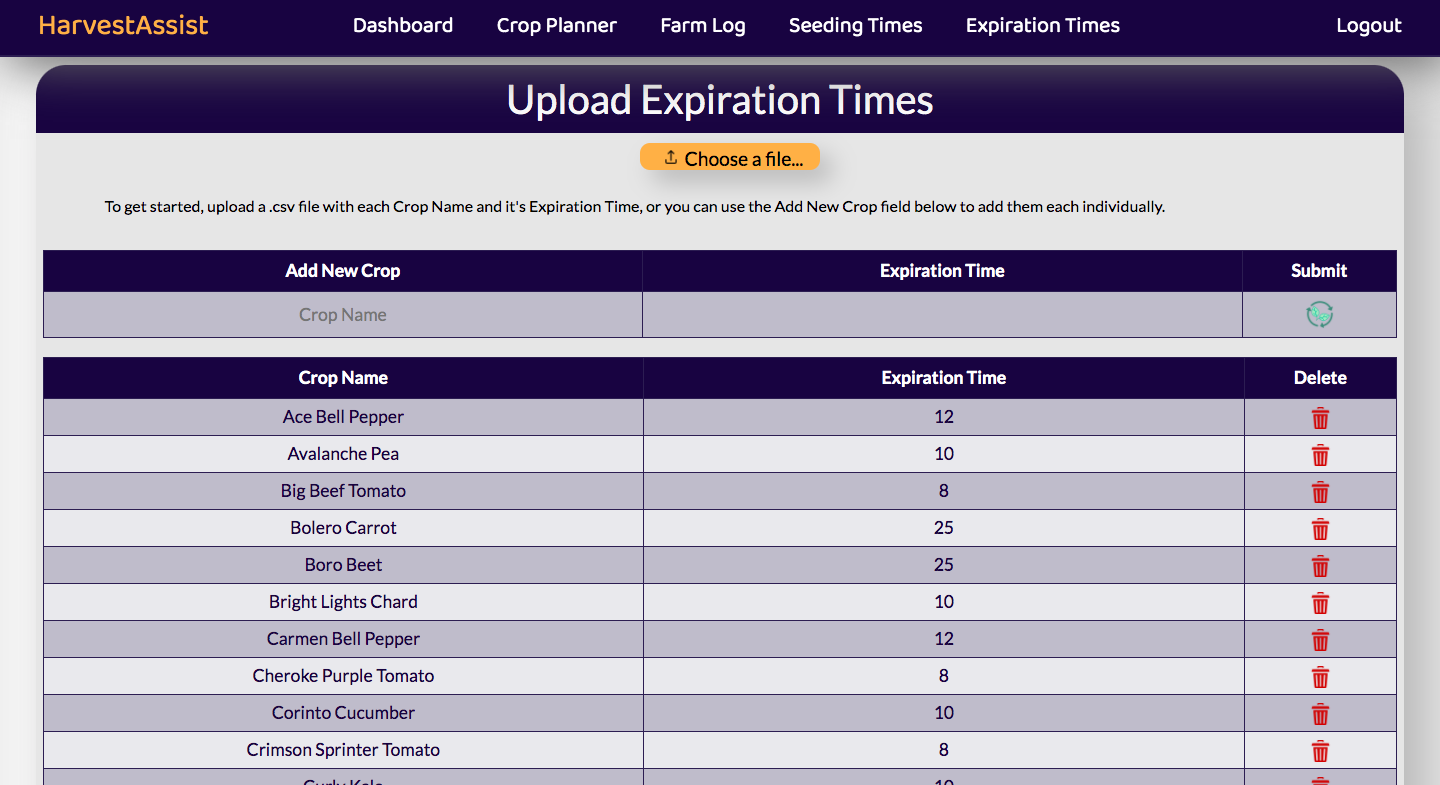 HarvestAssist Dashboard Crop Planner Farm Log Seeding Times Expiration Times Logout
Upload Expiration Times
Choose a file...
To get started, upload a .csv file with each Crop Name and it's Expiration Time, or you can use the Add New Crop field below to add them each individually.
Add New Crop Expiration Time Submit
Crop Name
Crop Name Expiration Time Delete
Ace Bell Pepper 12
Avalanche Pea 10
Big Beef Tomato 8
Bolero Carrot 25
Boro Beet 25
Bright Lights Chard 10
Carmen Bell Pepper 12
Cheroke Purple Tomato 8
Corinto Cucumber 10
Crimson Sprinter Tomato 8
Curly Kale 10